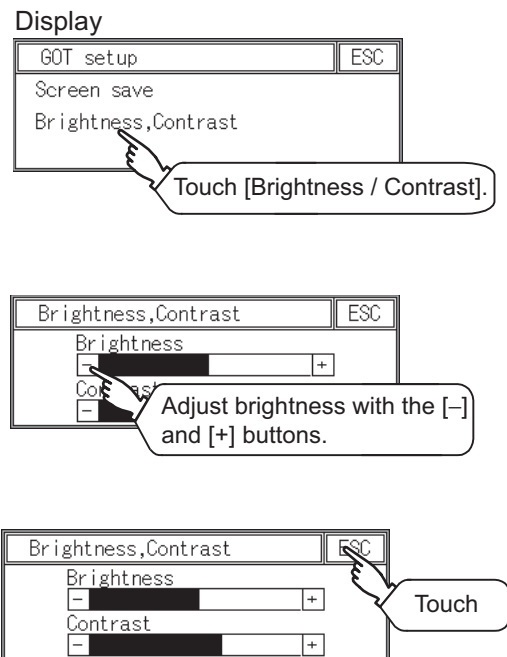 Display
GOT setup ESC
Screen save
Brightness,Contrast
Touch [Brightness / Contrast].
Brightness,Contrast ESC
Brightness
− +
Adjust brightness with the [−]
and [+] buttons.
−
Brightness,Contrast ESC
Brightness
− +
Touch
Contrast
− +